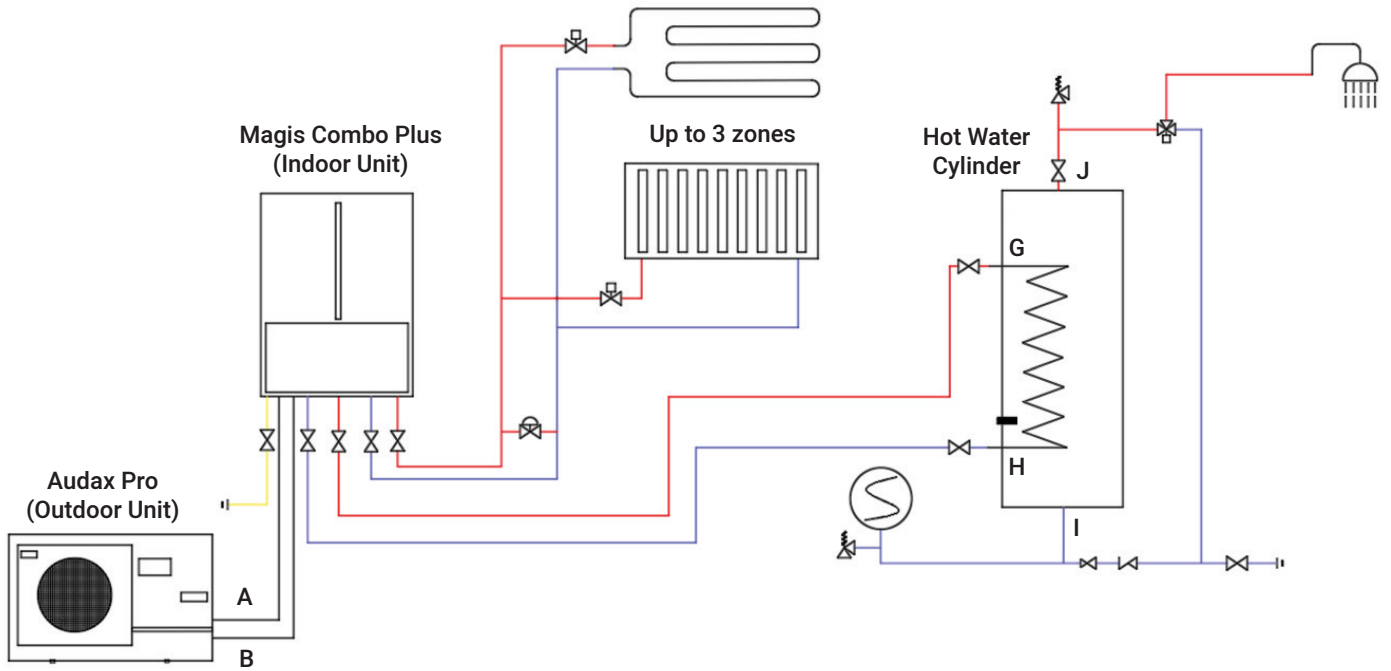 Magis Combo Plus
(Indoor Unit)
Up to 3 zones
Hot Water
Cylinder
J
G
H
I
Audax Pro
(Outdoor Unit)
A
B